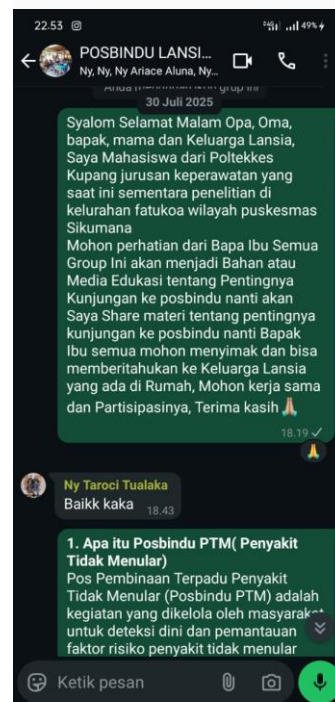 22.53
49%
POSBINDU LANSI...
Ny, Ny, Ny Ariace Aluna, Ny...
30 Juli 2025
Syalom Selamat Malam Opa, Oma,
bapak, mama dan Keluarga Lansia,
Saya Mahasiswa dari Poltekkes
Kupang jurusan keperawatan yang
saat ini sementara penelitian di
kelurahan fatukoa wilayah puskesmas
Sikumana
Mohon perhatian dari Bapa Ibu Semua
Group Ini akan menjadi Bahan atau
Media Edukasi tentang Pentingnya
Kunjungan ke posbindu nanti akan
Saya Share materi tentang pentingnya
kunjungan ke posbindu nanti Bapak
Ibu semua mohon menyimak dan bisa
memberitahukan ke Keluarga Lansia
yang ada di Rumah, Mohon kerja sama
dan Partisipasinya, Terima kasih🙏
18.19
Ny Taroci Tualaka
Baikk kaka 18.43
1. Apa itu Posbindu PTM( Penyakit
Tidak Menular)
Pos Pembinaan Terpadu Penyakit
Tidak Menular (Posbindu PTM) adalah
kegiatan yang dikelola oleh masyarakat
untuk deteksi dini dan pemantauan
faktor risiko penyakit tidak menular
Ketik pesan